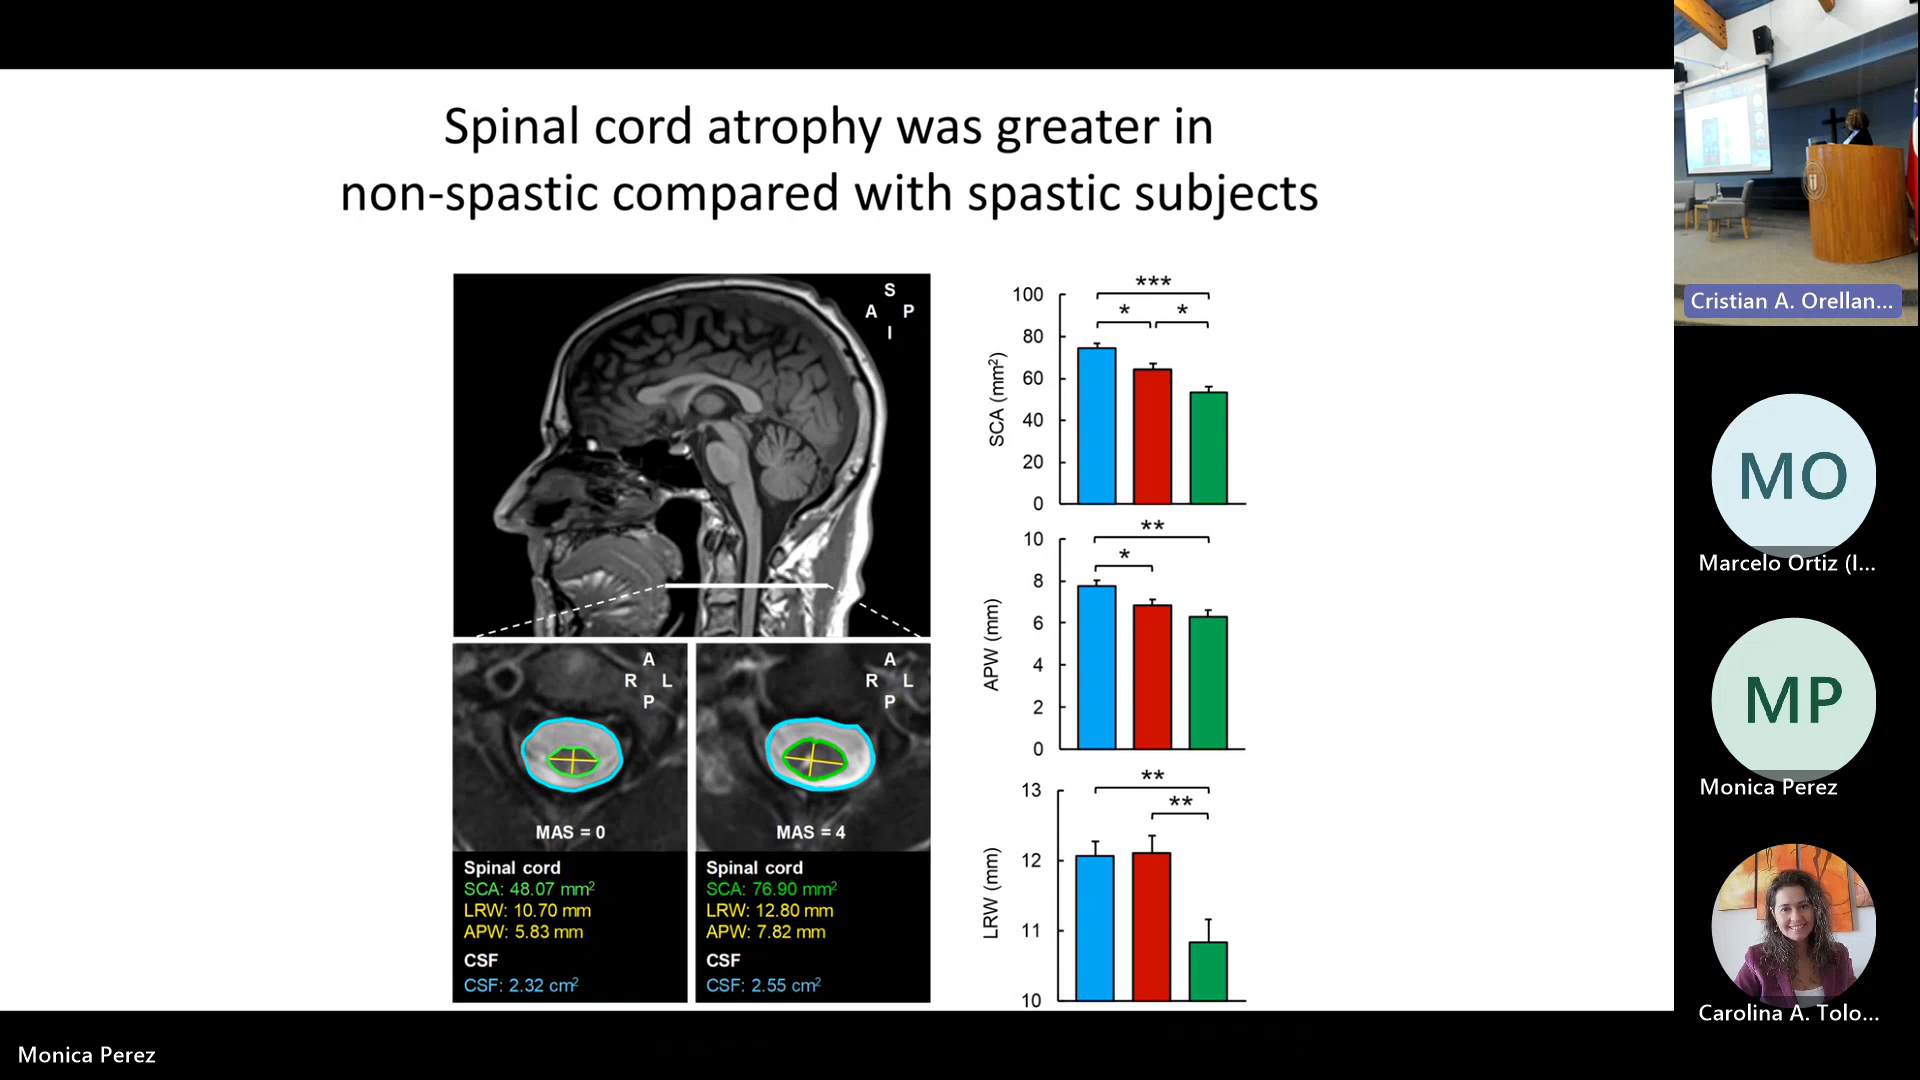 Spinal cord atrophy was greater in
non-spastic compared with spastic subjects
S
A P
I
A
R L
P
MAS = 0
Spinal cord
SCA: 48.07 mm²
LRW: 10.70 mm
APW: 5.83 mm
CSF
CSF: 2.32 cm²
A
R L
P
MAS = 4
Spinal cord
SCA: 76.90 mm²
LRW: 12.80 mm
APW: 7.82 mm
CSF
CSF: 2.55 cm²
***
* *
100
80
60
40
20
0
SCA (mm²)
**
*
10
8
6
4
2
0
APW (mm)
**
**
13
12
11
10
LRW (mm)
Cristian A. Orellan...
MO
Marcelo Ortiz (I...
MP
Monica Perez
Carolina A. Tolo...
Monica Perez